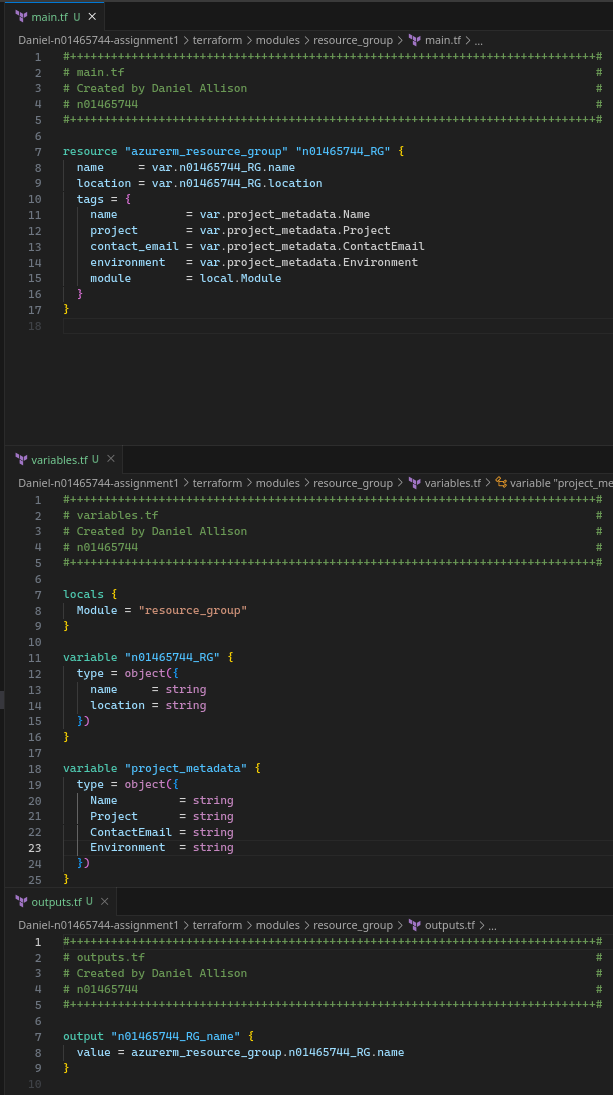 main.tf U ×
Daniel-n01465744-assignment1 > terraform > modules > resource_group > main.tf > ...
1 #+++++++++++++++++++++++++++++++++++++++++++++++++++++++++++++++++++++++++++++#
2 # main.tf #
3 # Created by Daniel Allison #
4 # n01465744 #
5 #+++++++++++++++++++++++++++++++++++++++++++++++++++++++++++++++++++++++++++++#
6
7 resource "azurerm_resource_group" "n01465744_RG" {
8   name     = var.n01465744_RG.name
9   location = var.n01465744_RG.location
10   tags = {
11     name          = var.project_metadata.Name
12     project       = var.project_metadata.Project
13     contact_email = var.project_metadata.ContactEmail
14     environment   = var.project_metadata.Environment
15     module        = local.Module
16   }
17 }
18
variables.tf U ×
Daniel-n01465744-assignment1 > terraform > modules > resource_group > variables.tf > variable "project_me
1 #+++++++++++++++++++++++++++++++++++++++++++++++++++++++++++++++++++++++++++++#
2 # variables.tf #
3 # Created by Daniel Allison #
4 # n01465744 #
5 #+++++++++++++++++++++++++++++++++++++++++++++++++++++++++++++++++++++++++++++#
6
7 locals {
8   Module = "resource_group"
9 }
10
11 variable "n01465744_RG" {
12   type = object({
13     name     = string
14     location = string
15   })
16 }
17
18 variable "project_metadata" {
19   type = object({
20     Name         = string
21     Project      = string
22     ContactEmail = string
23     Environment  = string
24   })
25 }
outputs.tf U ×
Daniel-n01465744-assignment1 > terraform > modules > resource_group > outputs.tf > ...
1 #+++++++++++++++++++++++++++++++++++++++++++++++++++++++++++++++++++++++++++++#
2 # outputs.tf #
3 # Created by Daniel Allison #
4 # n01465744 #
5 #+++++++++++++++++++++++++++++++++++++++++++++++++++++++++++++++++++++++++++++#
6
7 output "n01465744_RG_name" {
8   value = azurerm_resource_group.n01465744_RG.name
9 }
10